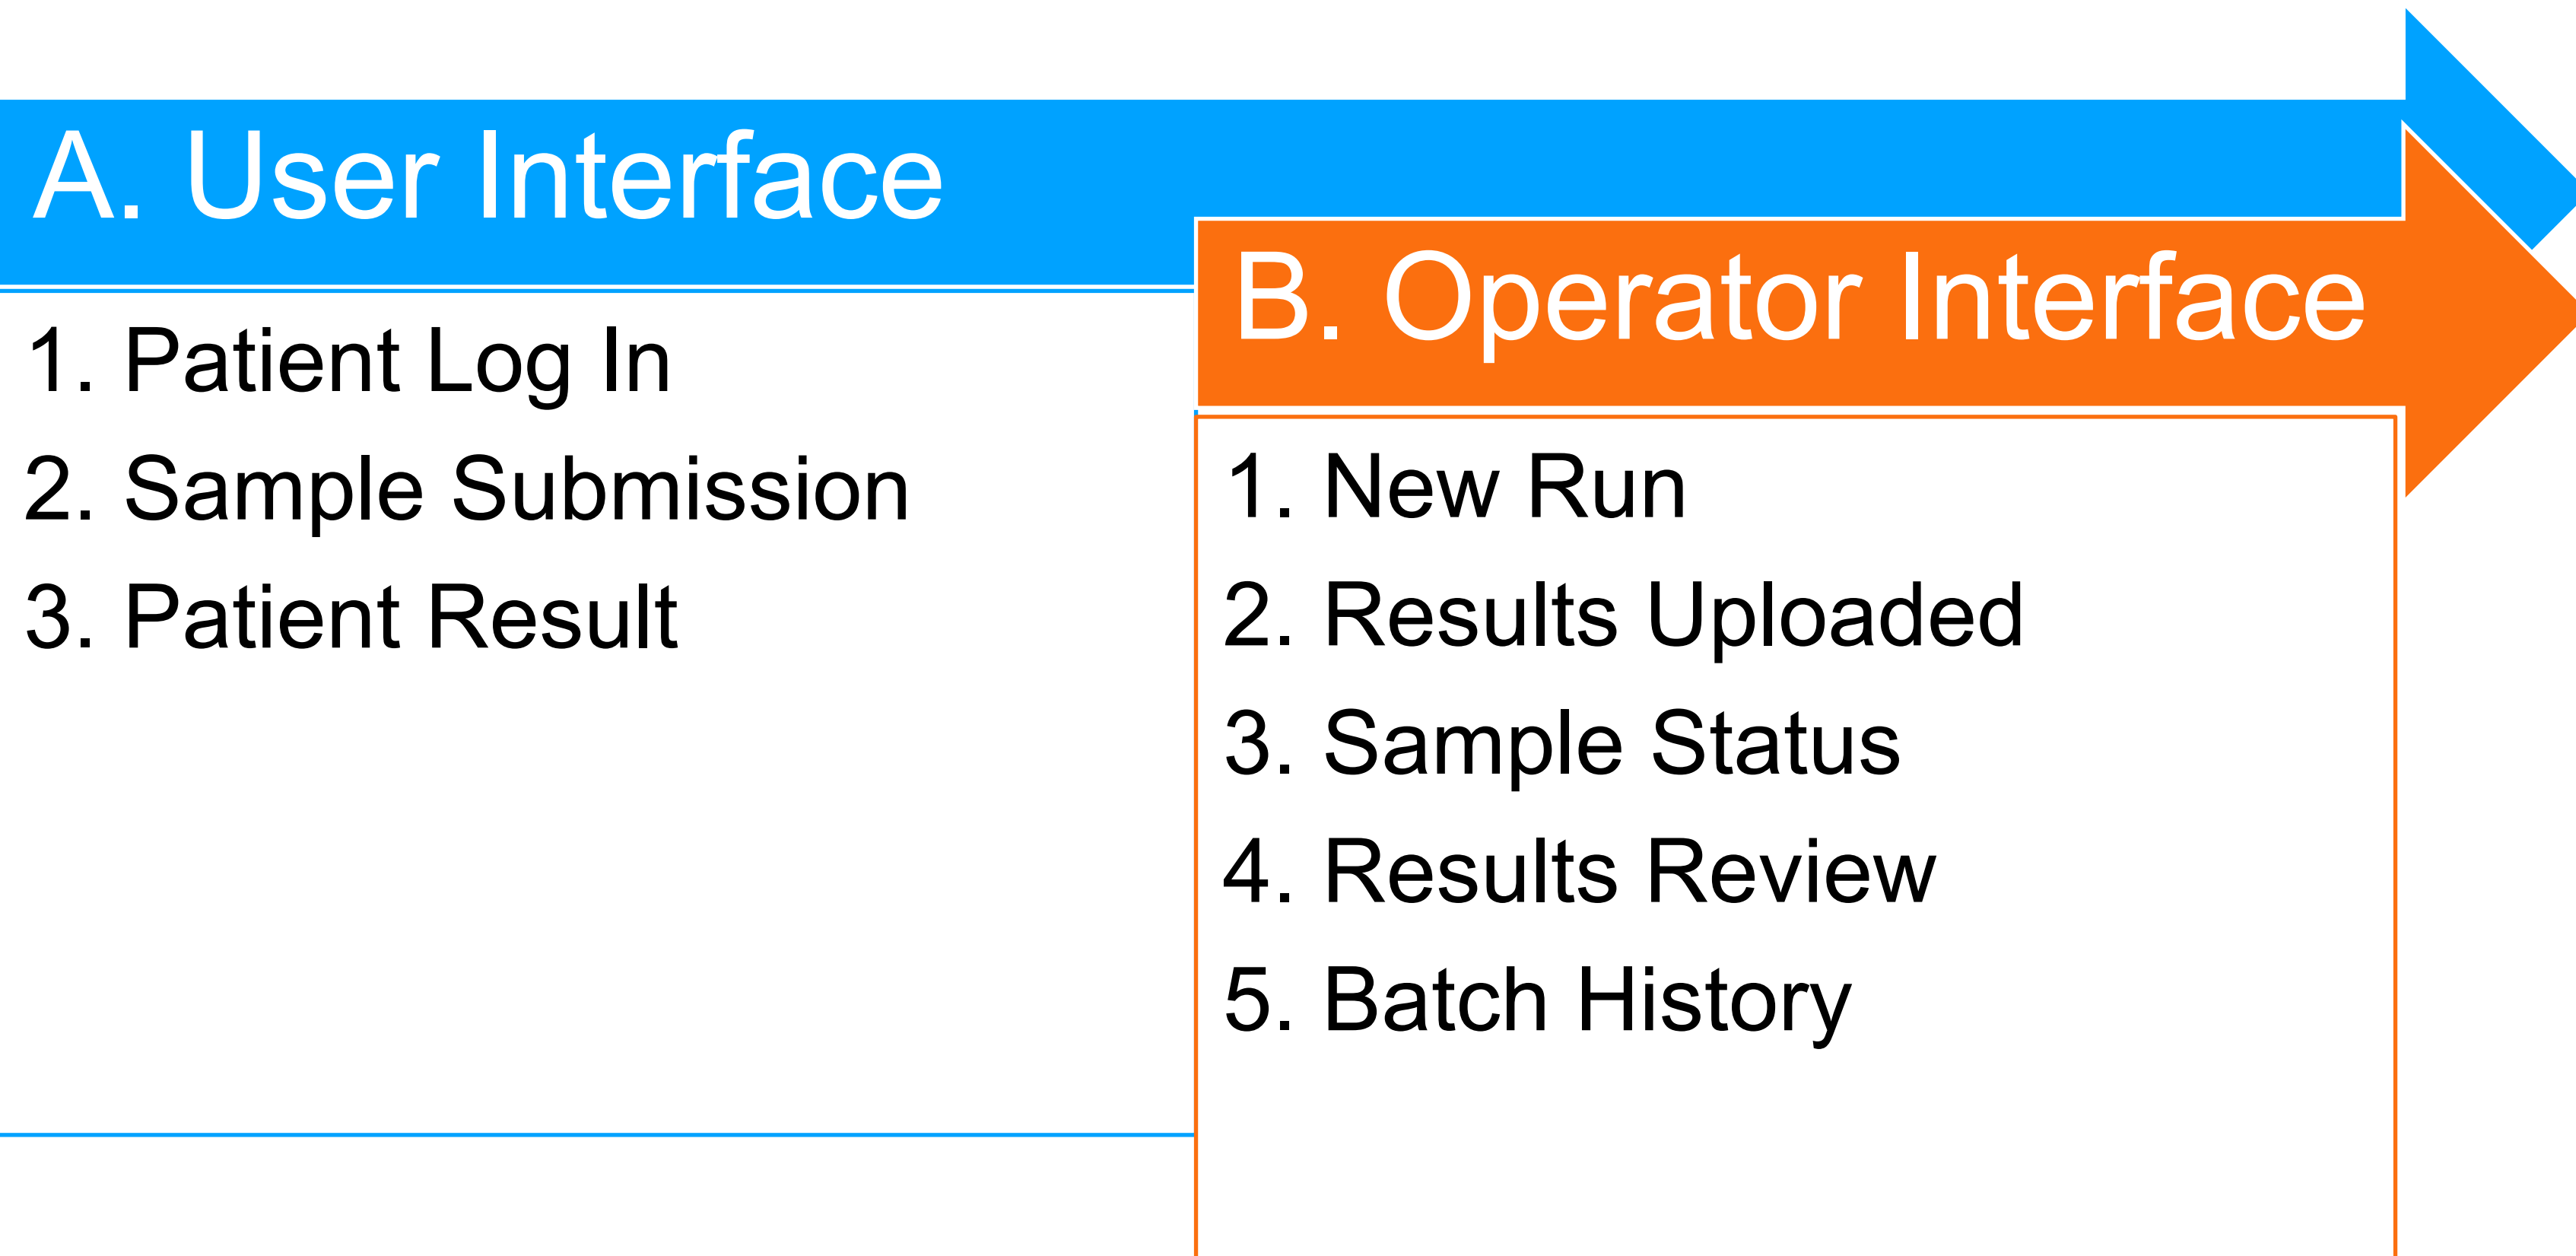 A. User Interface
1. Patient Log In
2. Sample Submission
3. Patient Result
B. Operator Interface
1. New Run
2. Results Uploaded
3. Sample Status
4. Results Review
5. Batch History